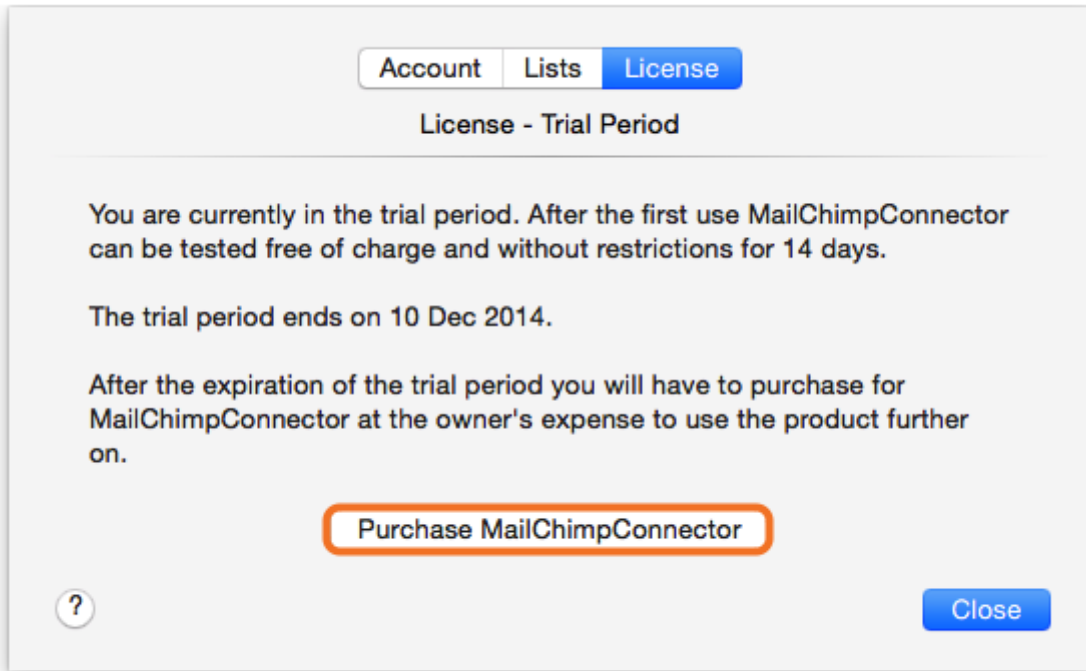 Account Lists License
License - Trial Period
You are currently in the trial period. After the first use MailChimpConnector
can be tested free of charge and without restrictions for 14 days.
The trial period ends on 10 Dec 2014.
After the expiration of the trial period you will have to purchase for
MailChimpConnector at the owner's expense to use the product further
on.
Purchase MailChimpConnector
? Close